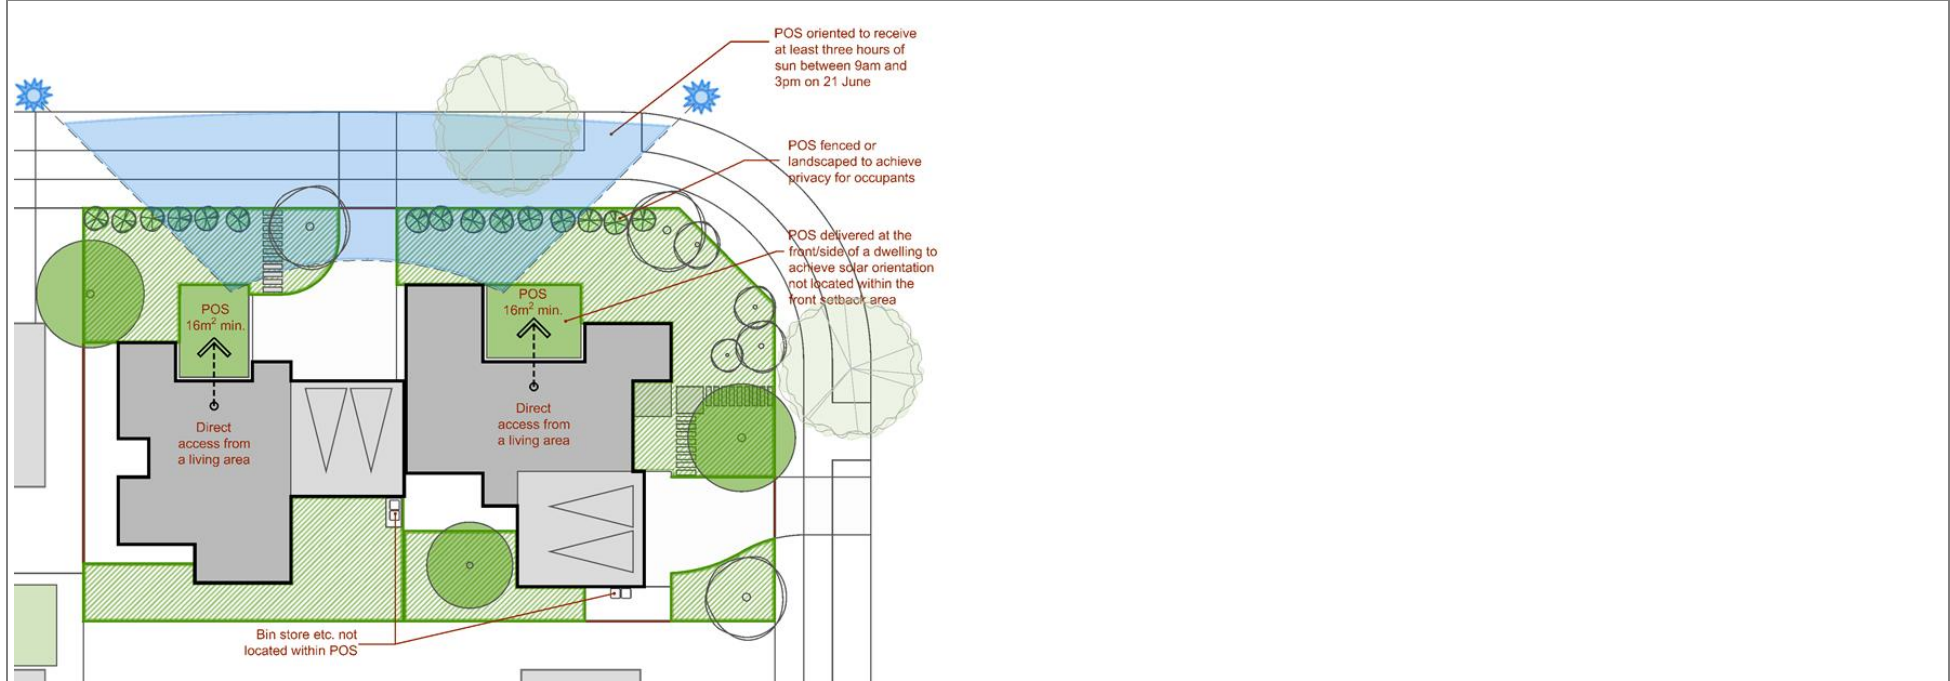 POS oriented to receive
at least three hours of
sun between 9am and
3pm on 21 June
POS fenced or
landscaped to achieve
privacy for occupants
POS delivered at the
front/side of a dwelling to
achieve solar orientation
not located within the
front setback area
POS
16m² min.
POS
16m² min.
Direct
access from
a living area
Direct
access from
a living area
Bin store etc. not
located within POS